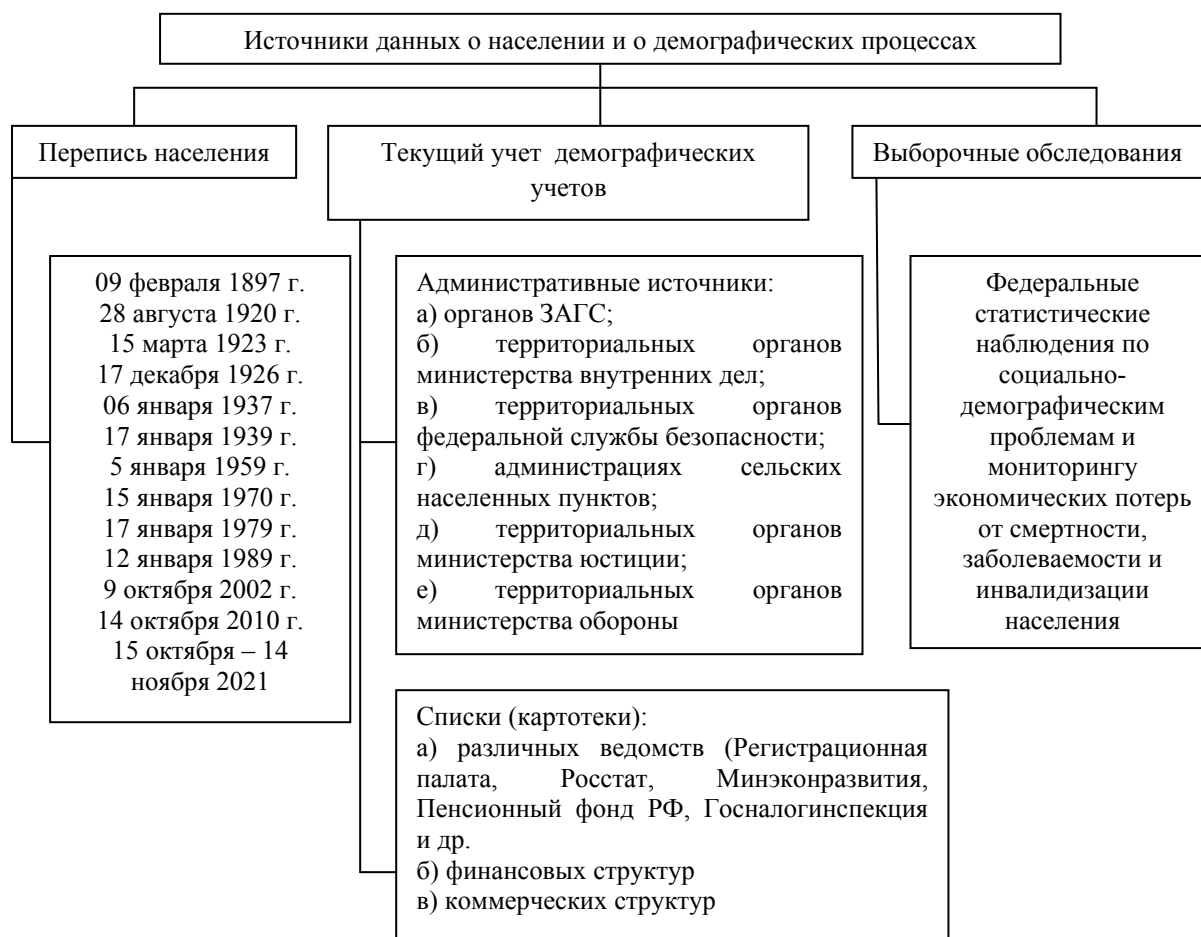 Источники данных о населении и о демографических процессах
Перепись населения
Текущий учет демографических
учетов
Выборочные обследования
09 февраля 1897 г.
28 августа 1920 г.
15 марта 1923 г.
17 декабря 1926 г.
06 января 1937 г.
17 января 1939 г.
5 января 1959 г.
15 января 1970 г.
17 января 1979 г.
12 января 1989 г.
9 октября 2002 г.
14 октября 2010 г.
15 октября – 14
ноября 2021
Административные источники:
а) органов ЗАГС;
б) территориальных органов
министерства внутренних дел;
в) территориальных органов
федеральной службы безопасности;
г) администрациях сельских
населенных пунктов;
д) территориальных органов
министерства юстиции;
е) территориальных органов
министерства обороны
Списки (картотеки):
а) различных ведомств (Регистрационная
палата, Росстат, Минэконразвития,
Пенсионный фонд РФ, Госналогинспекция
и др.
б) финансовых структур
в) коммерческих структур
Федеральные
статистические
наблюдения по
социально-
демографическим
проблемам и
мониторингу
экономических потерь
от смертности,
заболеваемости и
инвалидизации
населения